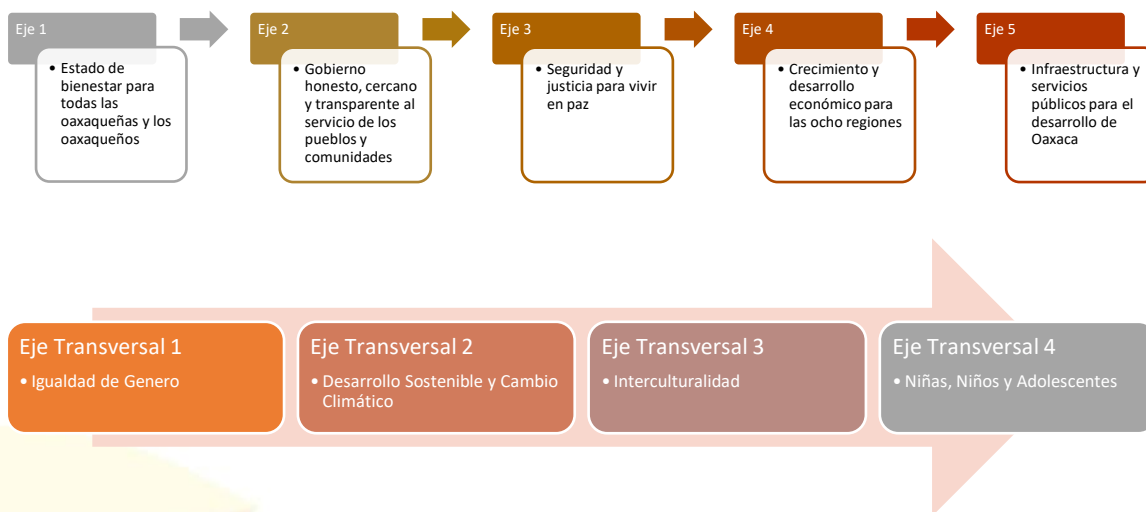 Eje 1
• Estado de
bienestar para
todas las
oaxaqueñas y los
oaxaqueños
Eje 2
• Gobierno
honesto, cercano
y transparente al
servicio de los
pueblos y
comunidades
Eje 3
• Seguridad y
justicia para vivir
en paz
Eje 4
• Crecimiento y
desarrollo
económico para
las ocho regiones
Eje 5
• Infraestructura y
servicios
públicos para el
desarrollo de
Oaxaca
Eje Transversal 1
• Igualdad de Genero
Eje Transversal 2
• Desarrollo Sostenible y Cambio
Climático
Eje Transversal 3
• Interculturalidad
Eje Transversal 4
• Niñas, Niños y Adolescentes